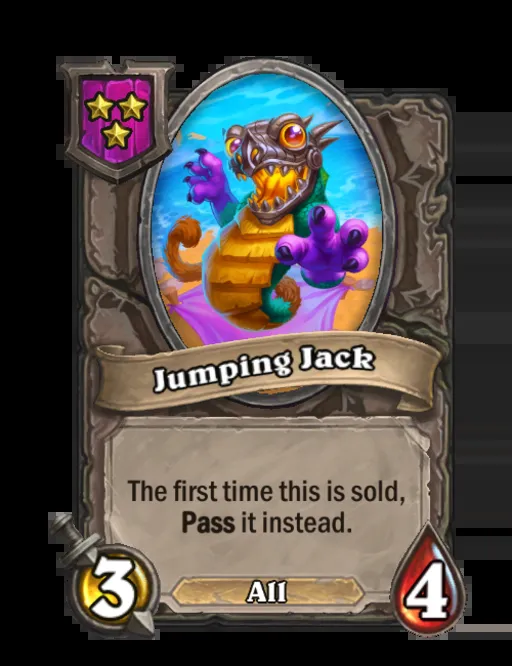 Jumping Jack
The first time this is sold,
Pass it instead.
3
All
4